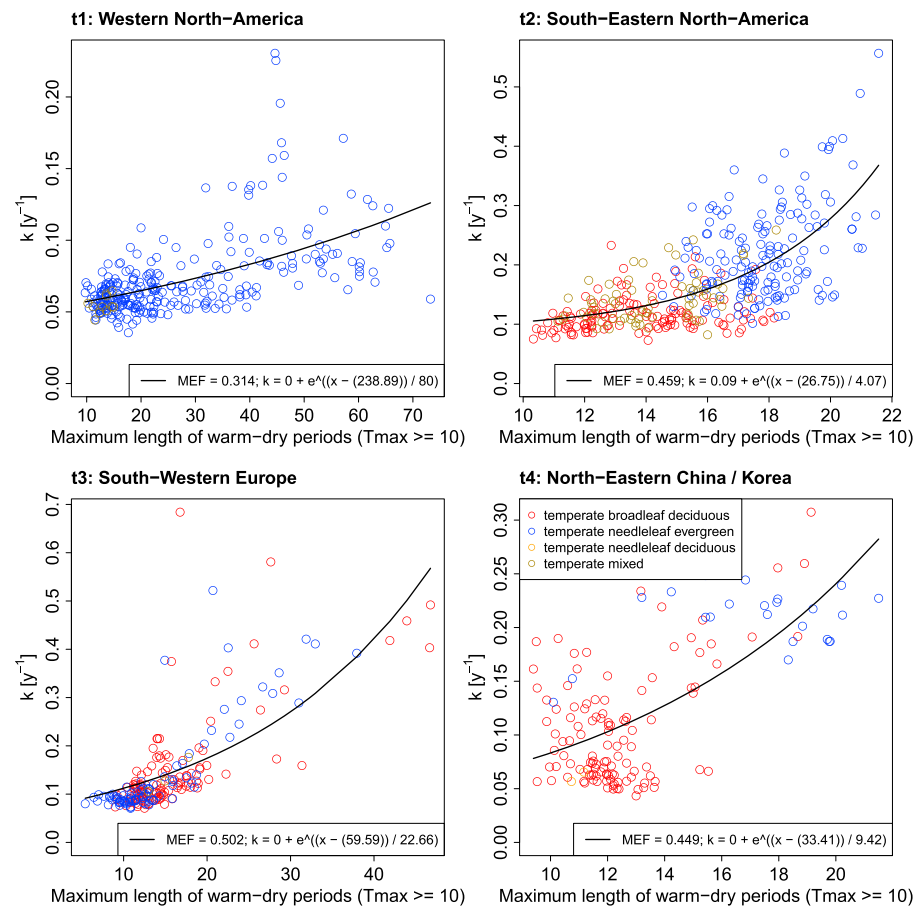 t1: Western North−America
k [y−1]
0.00 0.05 0.10 0.15 0.20
MEF = 0.314; k = 0 + e^((x − (238.89)) / 80)
10 20 30 40 50 60 70
Maximum length of warm−dry periods (Tmax >= 10)
t2: South−Eastern North−America
k [y−1]
0.0 0.1 0.2 0.3 0.4 0.5
MEF = 0.459; k = 0.09 + e^((x − (26.75)) / 4.07)
10 12 14 16 18 20 22
Maximum length of warm−dry periods (Tmax >= 10)
t3: South−Western Europe
k [y−1]
0.0 0.1 0.2 0.3 0.4 0.5 0.6 0.7
MEF = 0.502; k = 0 + e^((x − (59.59)) / 22.66)
10 20 30 40
Maximum length of warm−dry periods (Tmax >= 10)
t4: North−Eastern China / Korea
temperate broadleaf deciduous
temperate needleleaf evergreen
temperate needleleaf deciduous
temperate mixed
k [y−1]
0.00 0.05 0.10 0.15 0.20 0.25 0.30
MEF = 0.449; k = 0 + e^((x − (33.41)) / 9.42)
10 12 14 16 18 20
Maximum length of warm−dry periods (Tmax >= 10)